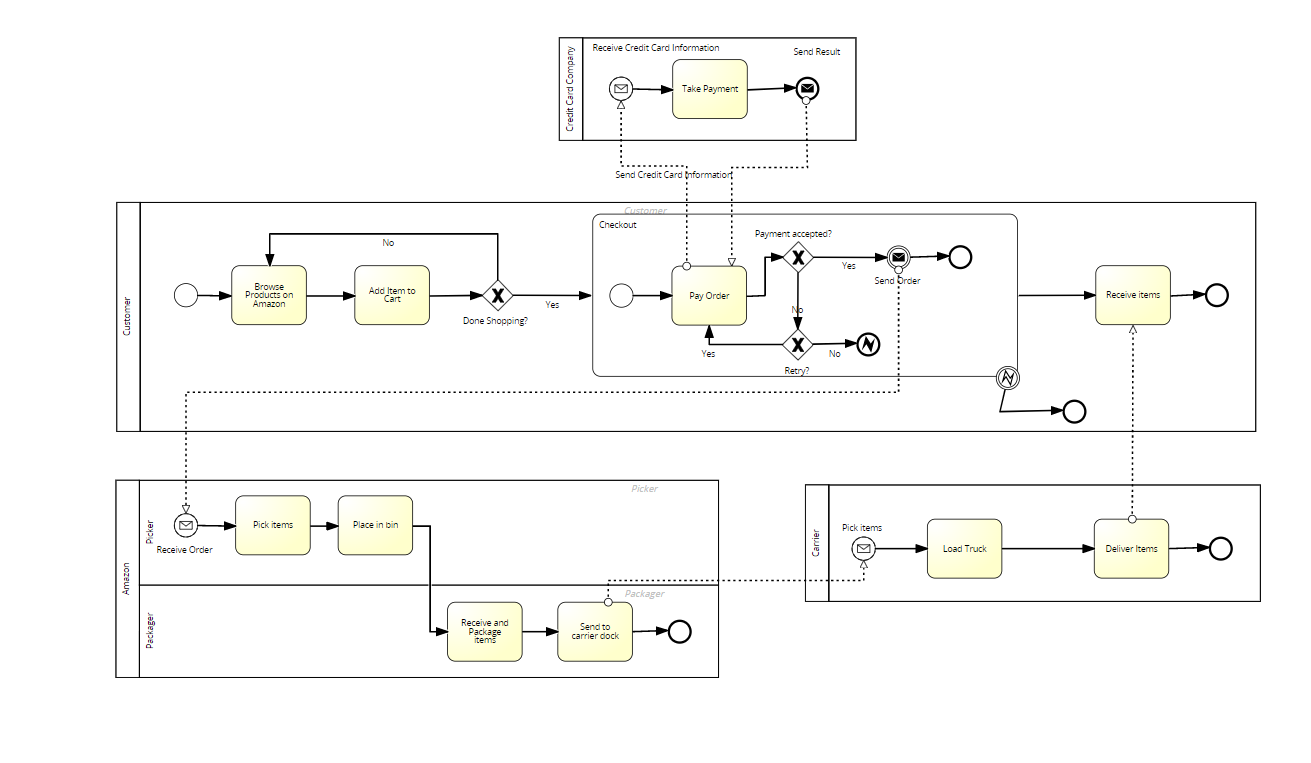 Credit Card Company
Receive Credit Card Information
Send Result
Take Payment
Send Credit Card Information
Customer
Customer
Checkout
Payment accepted?
No
Browse
Products on
Amazon
Add Item to
Cart
Done Shopping?
Yes
Pay Order
Yes
Send Order
No
Yes
No
Retry?
Receive items
Amazon
Picker
Picker
Receive Order
Pick items
Place in bin
Packager
Packager
Receive and
Package
items
Send to
carrier dock
Carrier
Pick items
Load Truck
Deliver Items